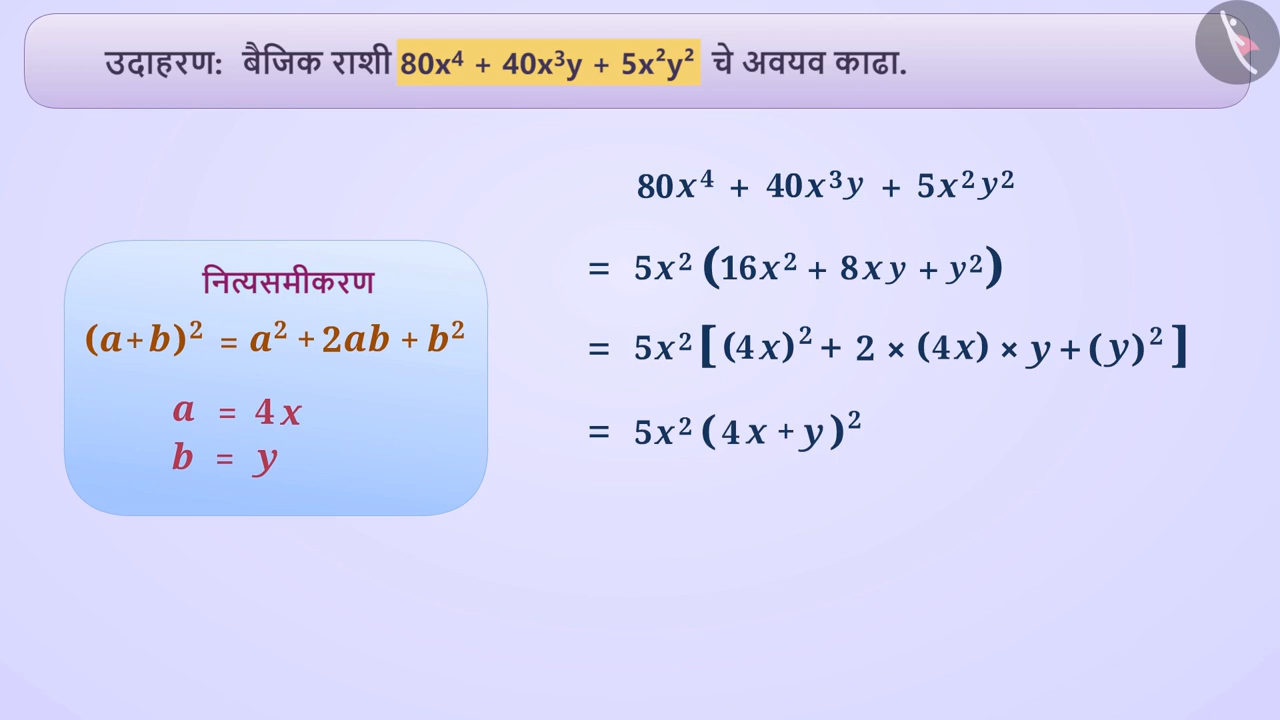 उदाहरण: बैजिक राशी 80x⁴ + 40x³y + 5x²y² चे अवयव काढा.
80x⁴ + 40x³y + 5x²y²
= 5x² (16x² + 8xy + y²)
नित्यसमीकरण
(a+b)² = a² + 2ab + b²
= 5x² [(4x)² + 2 × (4x) × y + (y)²]
a = 4x
= 5x² (4x + y)²
b = y